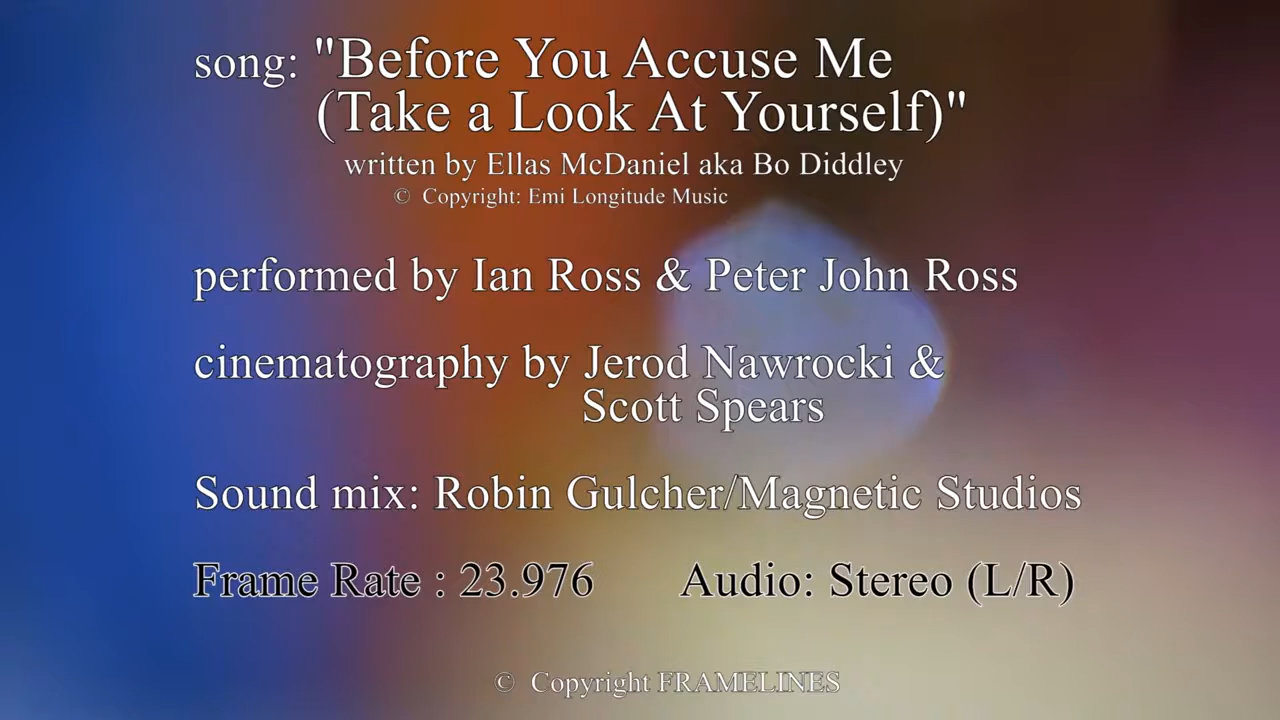 song: "Before You Accuse Me
(Take a Look At Yourself)"
written by Ellas McDaniel aka Bo Diddley
© Copyright: Emi Longitude Music
performed by Ian Ross & Peter John Ross
cinematography by Jerod Nawrocki &
Scott Spears
Sound mix: Robin Gulcher/Magnetic Studios
Frame Rate : 23.976 Audio: Stereo (L/R)
© Copyright FRAMELINES